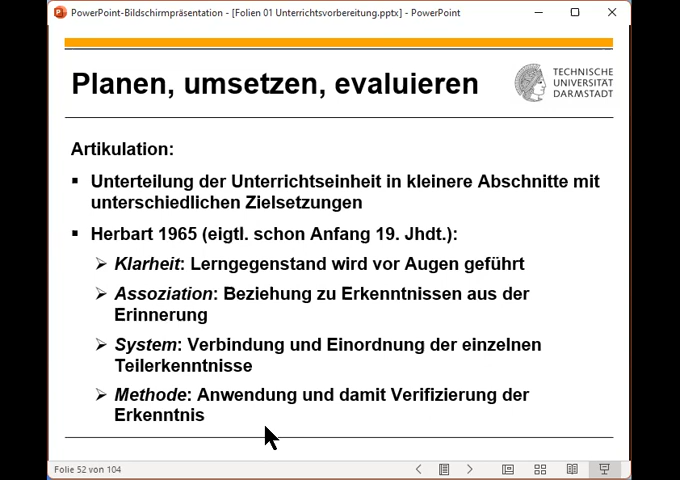 PowerPoint-Bildschirmpräsentation - [Folien 01 Unterrichtsvorbereitung.pptx] - PowerPoint
Planen, umsetzen, evaluieren
TECHNISCHE
UNIVERSITÄT
DARMSTADT
Artikulation:
▪ Unterteilung der Unterrichtseinheit in kleinere Abschnitte mit
unterschiedlichen Zielsetzungen
▪ Herbart 1965 (eigtl. schon Anfang 19. Jhdt.):
➢ Klarheit: Lerngegenstand wird vor Augen geführt
➢ Assoziation: Beziehung zu Erkenntnissen aus der
Erinnerung
➢ System: Verbindung und Einordnung der einzelnen
Teilerkenntnisse
➢ Methode: Anwendung und damit Verifizierung der
Erkenntnis
Folie 52 von 104